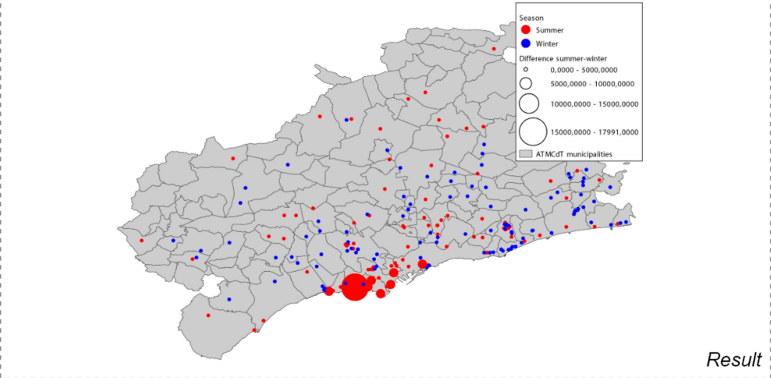 Season
Summer
Winter
Difference summer-winter
0,0000 - 5000,0000
5000,0000 - 10000,0000
10000,0000 - 15000,0000
15000,0000 - 17991,0000
ATMCdT municipalities
Result